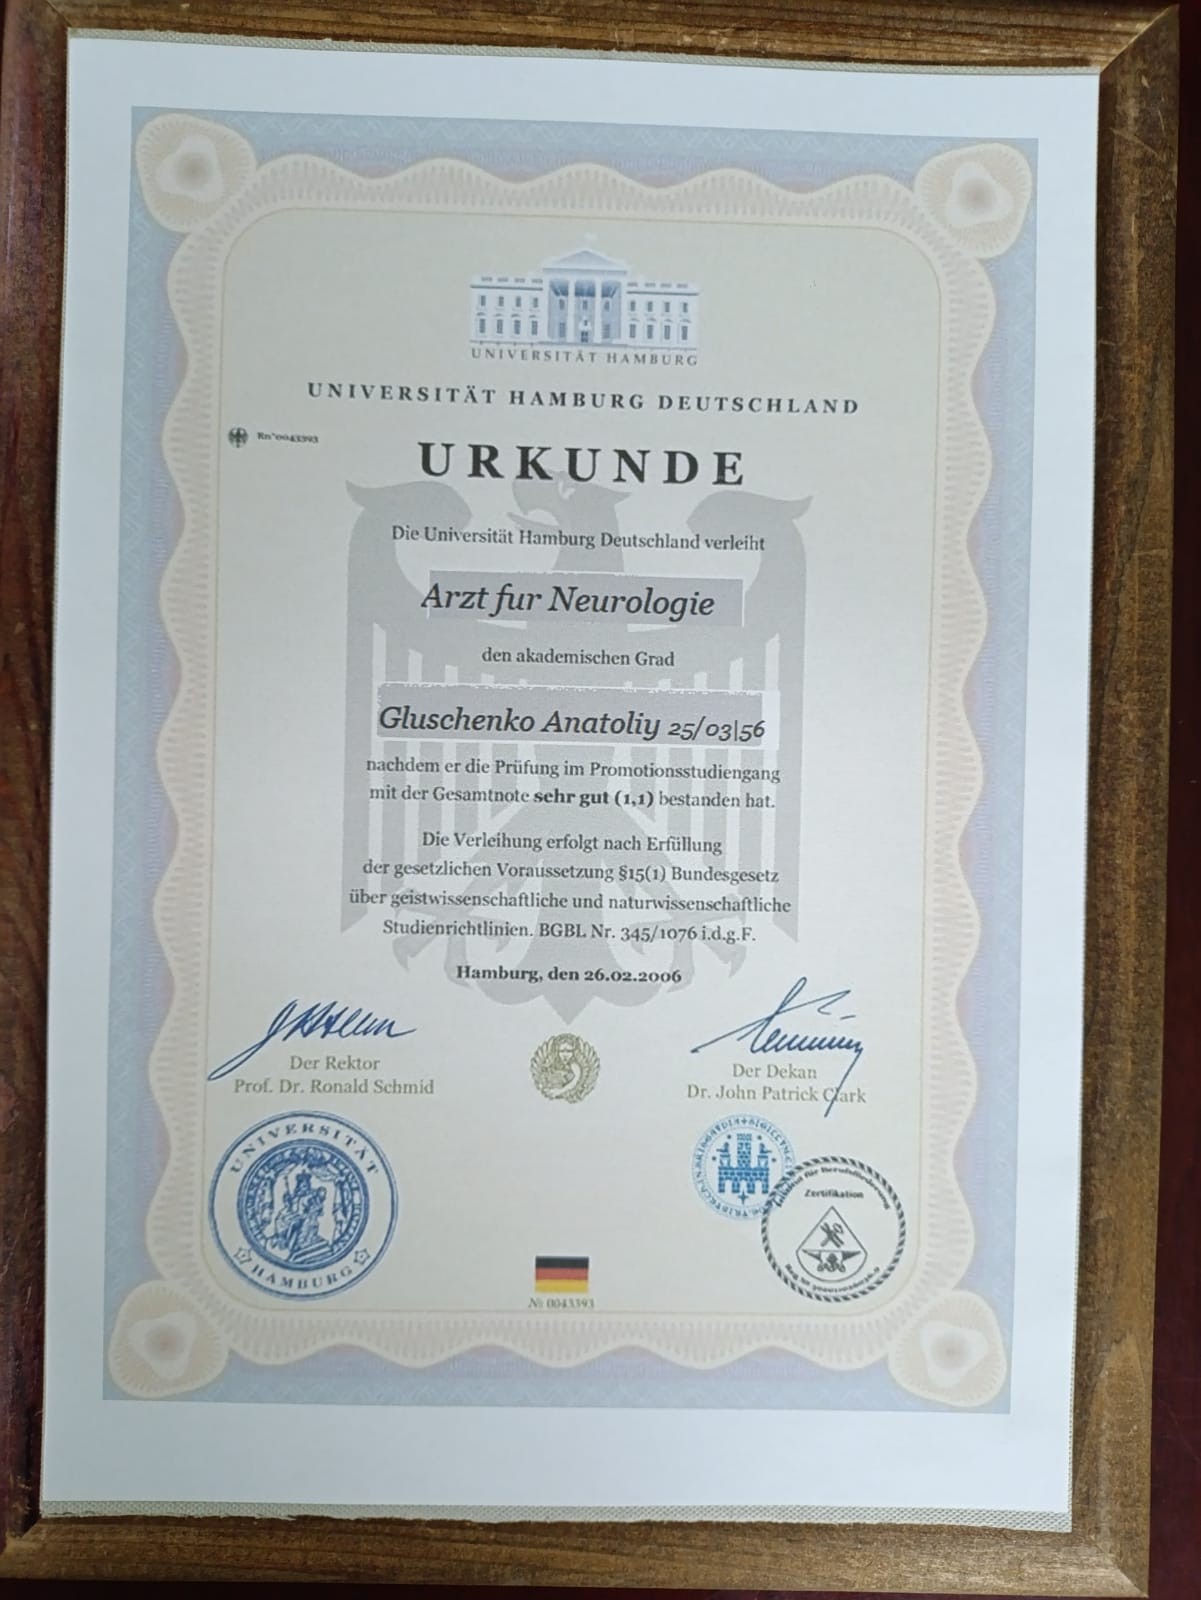 UNIVERSITÄT HAMBURG
UNIVERSITÄT HAMBURG DEUTSCHLAND
Rn°0043393
URKUNDE
Die Universität Hamburg Deutschland verleiht
Arzt fur Neurologie
den akademischen Grad
Gluschenko Anatoliy 25/03|56
nachdem er die Prüfung im Promotionsstudiengang
mit der Gesamtnote sehr gut (1,1) bestanden hat.
Die Verleihung erfolgt nach Erfüllung
der gesetzlichen Voraussetzung §15(1) Bundesgesetz
über geistwissenschaftliche und naturwissenschaftliche
Studienrichtlinien. BGBL Nr. 345/1076 i.d.g.F.
Hamburg, den 26.02.2006
Der Rektor
Prof. Dr. Ronald Schmid
Der Dekan
Dr. John Patrick Clark
UNIVERSITÄT
HAMBURG
für Berufsförderung
Zertifikation
№ 0043393